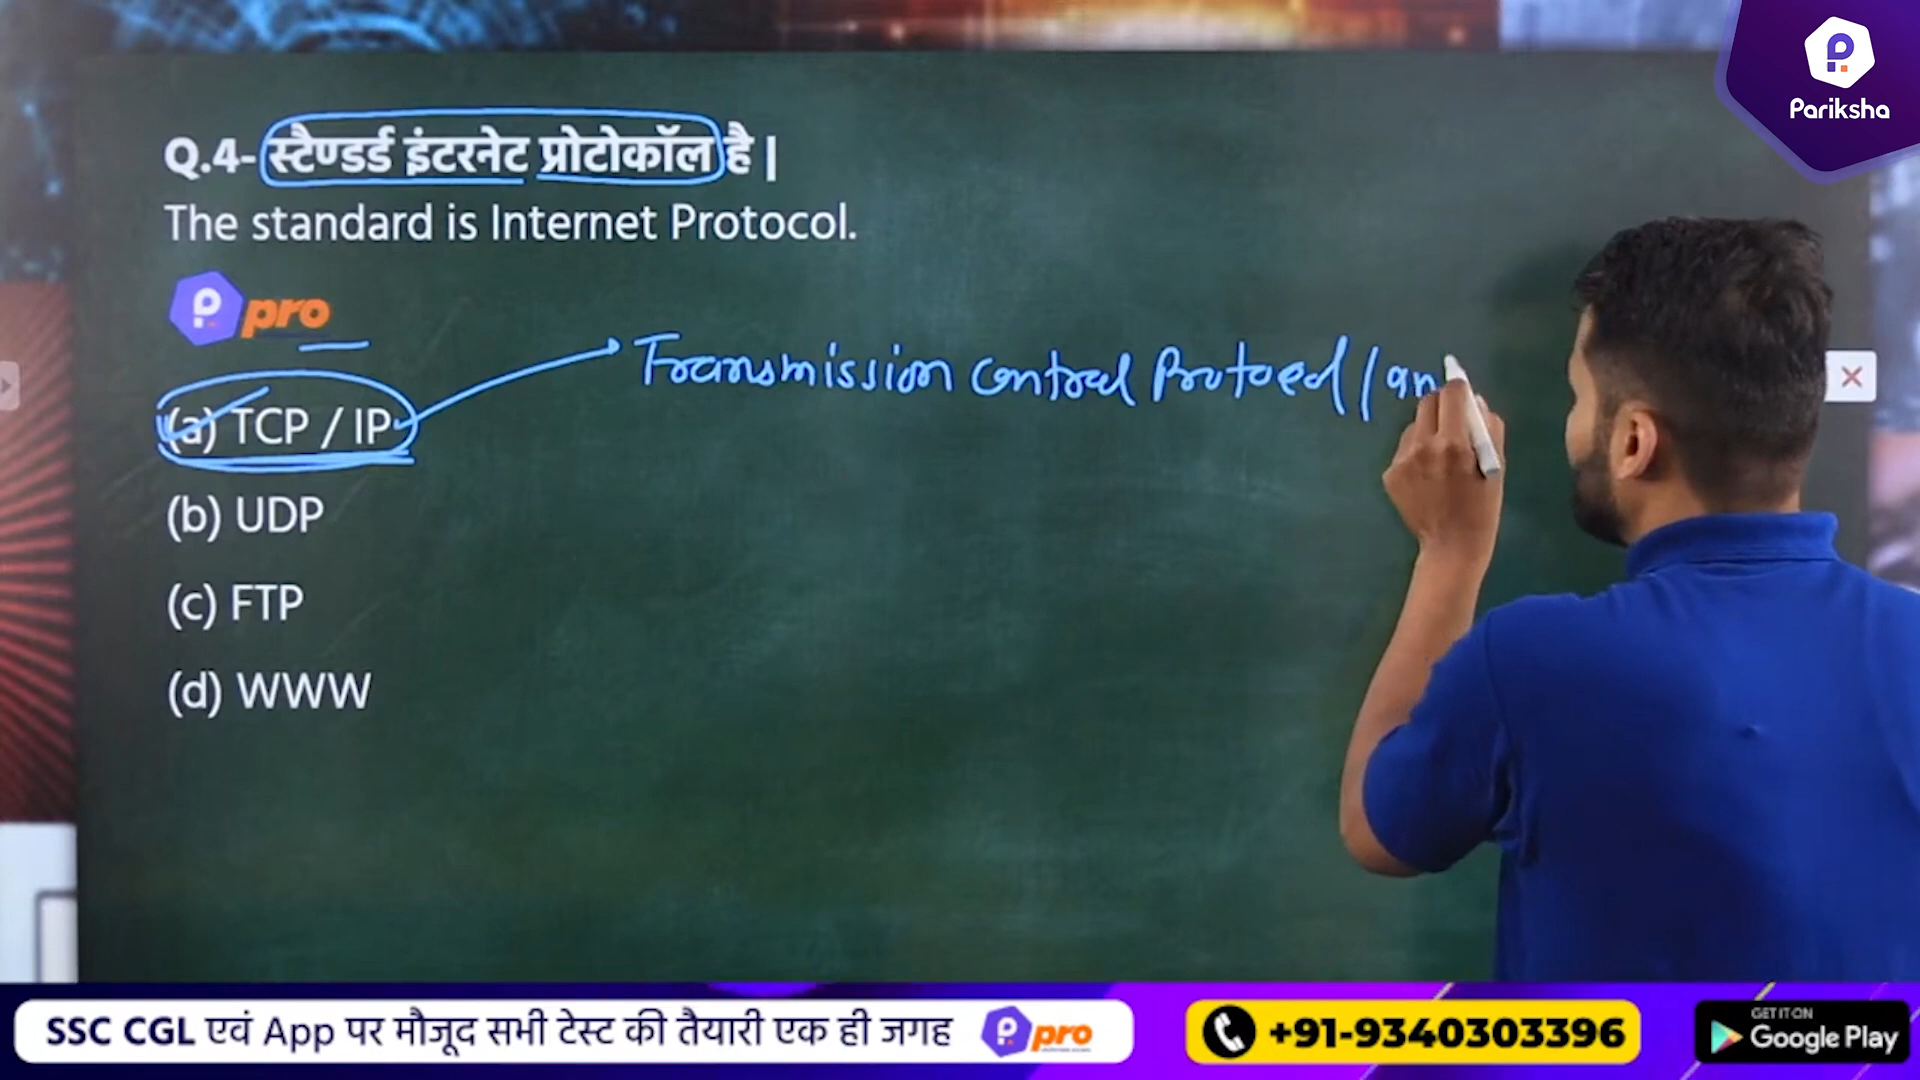 Pariksha
Q.4- स्टैण्डर्ड इंटरनेट प्रोटोकॉल है |
The standard is Internet Protocol.
pro
Transmission Control Protocol /
(a) TCP / IP
(b) UDP
(c) FTP
(d) WWW
SSC CGL एवं App पर मौजूद सभी टेस्ट की तैयारी एक ही जगह pro
+91-9340303396
GET IT ON
Google Play